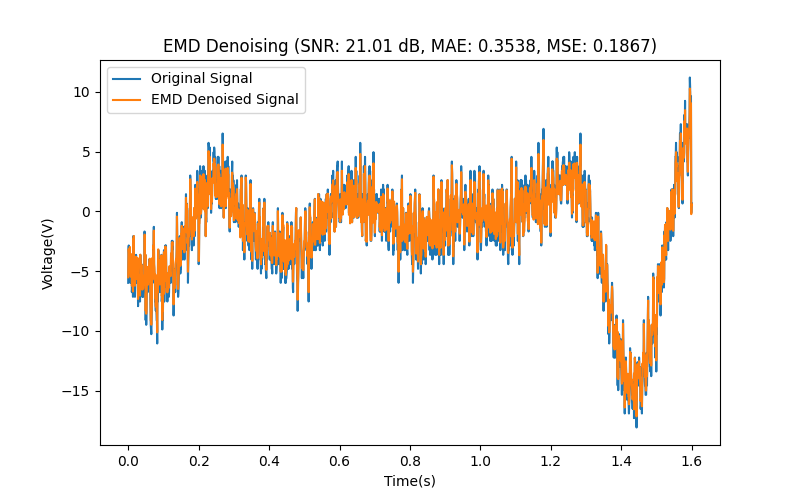 EMD Denoising (SNR: 21.01 dB, MAE: 0.3538, MSE: 0.1867)
Original Signal
EMD Denoised Signal
10
5
0
−5
−10
−15
Voltage(V)
0.0 0.2 0.4 0.6 0.8 1.0 1.2 1.4 1.6
Time(s)